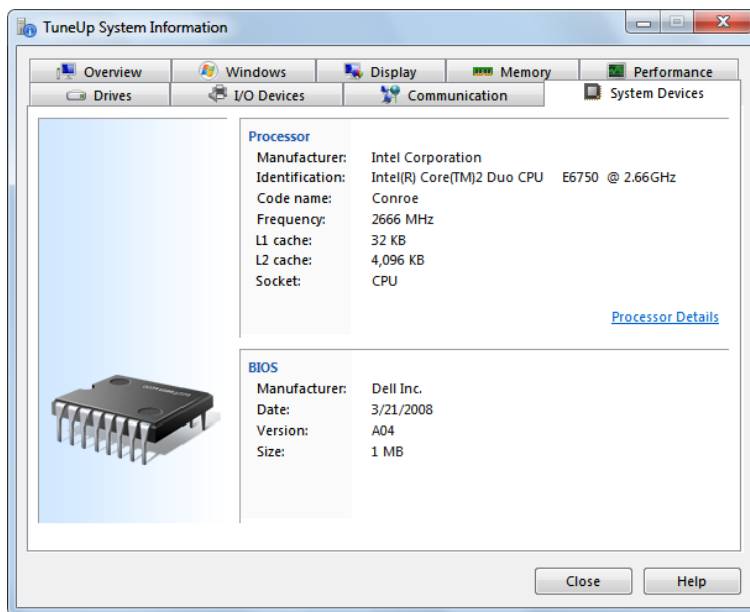 TuneUp System Information
Overview Windows Display Memory Performance
Drives I/O Devices Communication System Devices
Processor
Manufacturer: Intel Corporation
Identification: Intel(R) Core(TM)2 Duo CPU E6750 @ 2.66GHz
Code name: Conroe
Frequency: 2666 MHz
L1 cache: 32 KB
L2 cache: 4,096 KB
Socket: CPU
Processor Details
BIOS
Manufacturer: Dell Inc.
Date: 3/21/2008
Version: A04
Size: 1 MB
Close Help